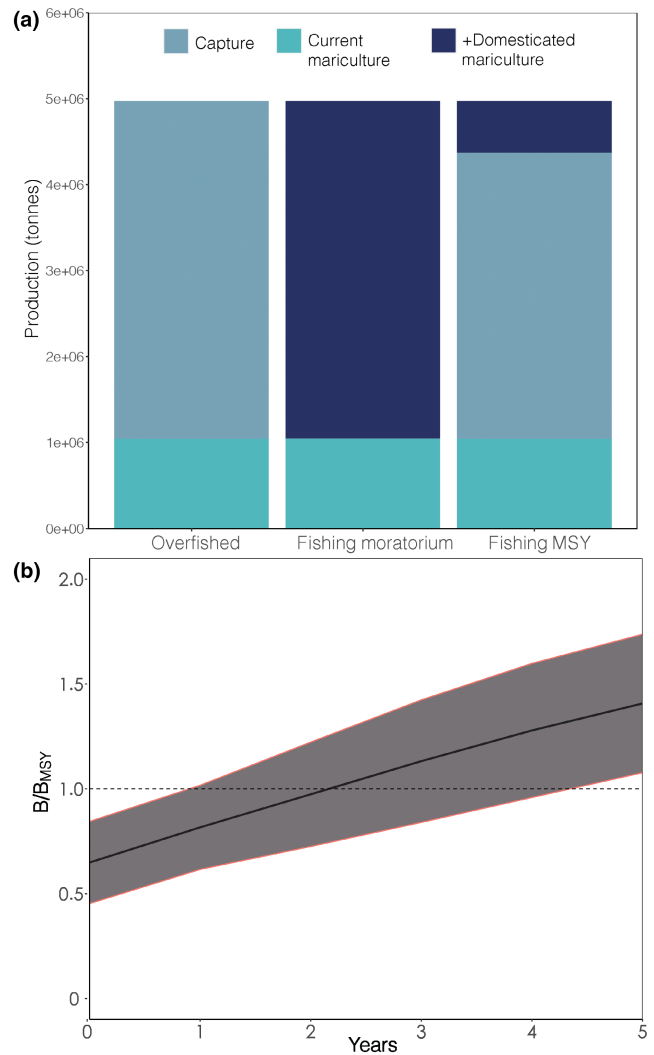 (a)
6e+06
Capture
Current
mariculture
+Domesticated
mariculture
5e+06
4e+06
3e+06
2e+06
1e+06
0e+00
Production (tonnes)
Overfished
Fishing moratorium
Fishing MSY
(b)
2.0
1.5
1.0
0.5
0
B/BMSY
0
1
2
3
4
5
Years